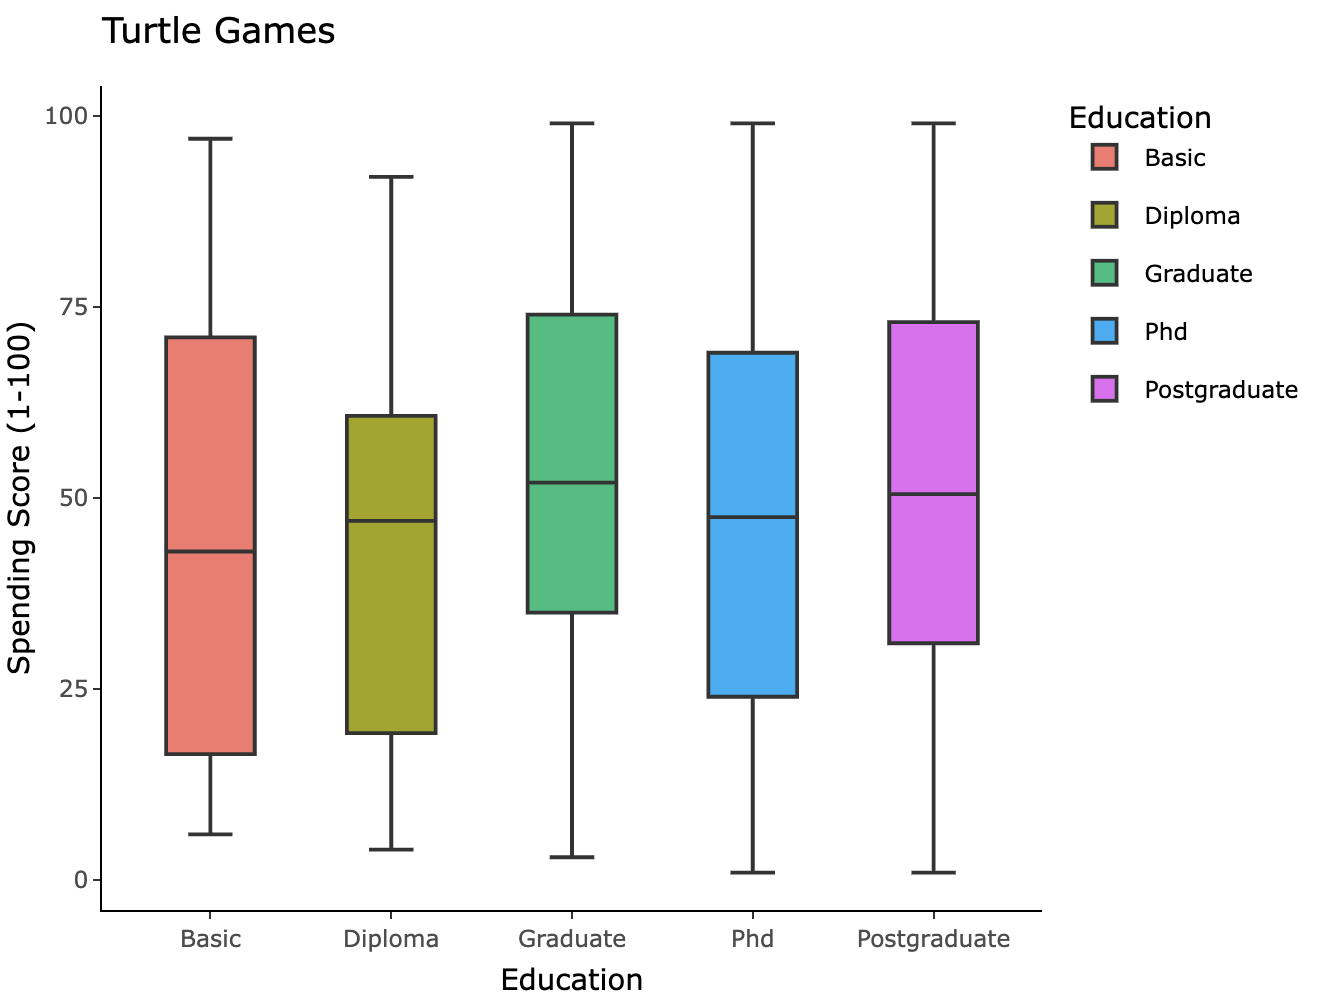 Turtle Games
Education
Basic
Diploma
Graduate
Phd
Postgraduate
Spending Score (1-100)
100
75
50
25
0
Basic Diploma Graduate Phd Postgraduate
Education